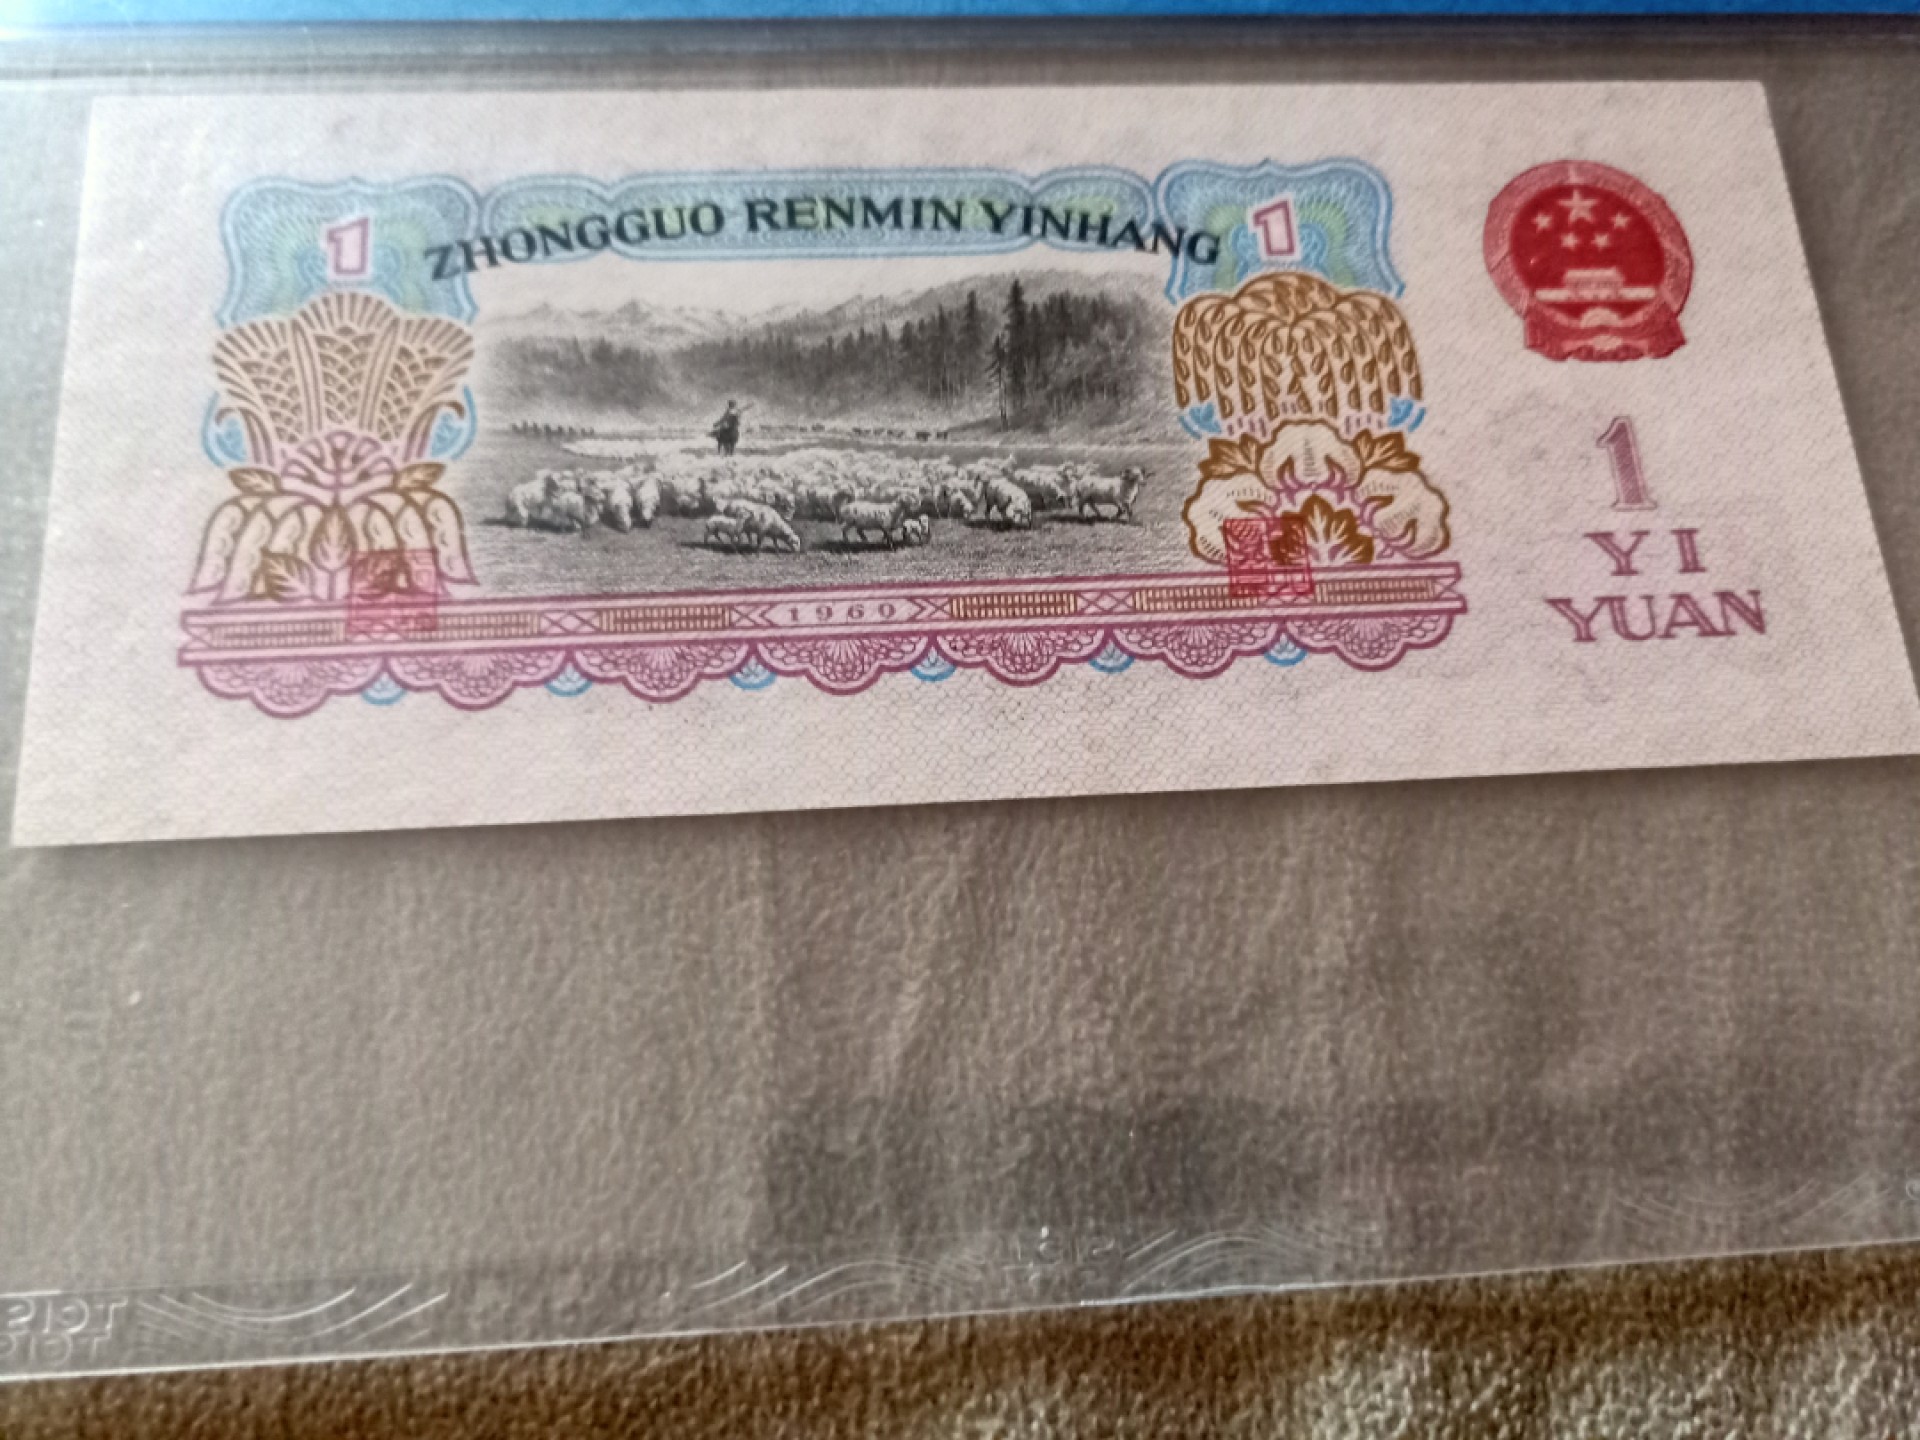 1 ZHONGGUO RENMIN YINHANG 1
1
YI
YUAN
1960